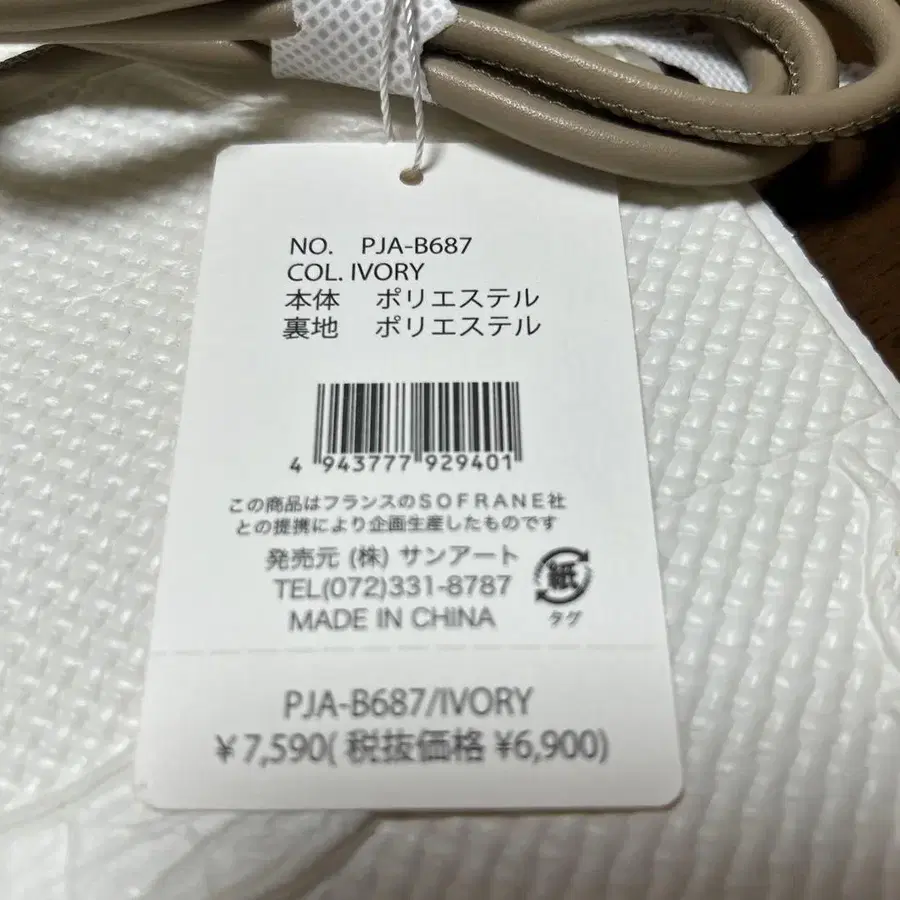 NO. PJA-B687
COL. IVORY
本体 ポリエステル
裏地 ポリエステル
4 943777 929401
この商品はフランスのSOFRANE社
との提携により企画生産したものです
発売元 (株) サンアート
TEL(072)331-8787
MADE IN CHINA
紙
タグ
PJA-B687/IVORY
¥7,590(税抜価格 ¥6,900)